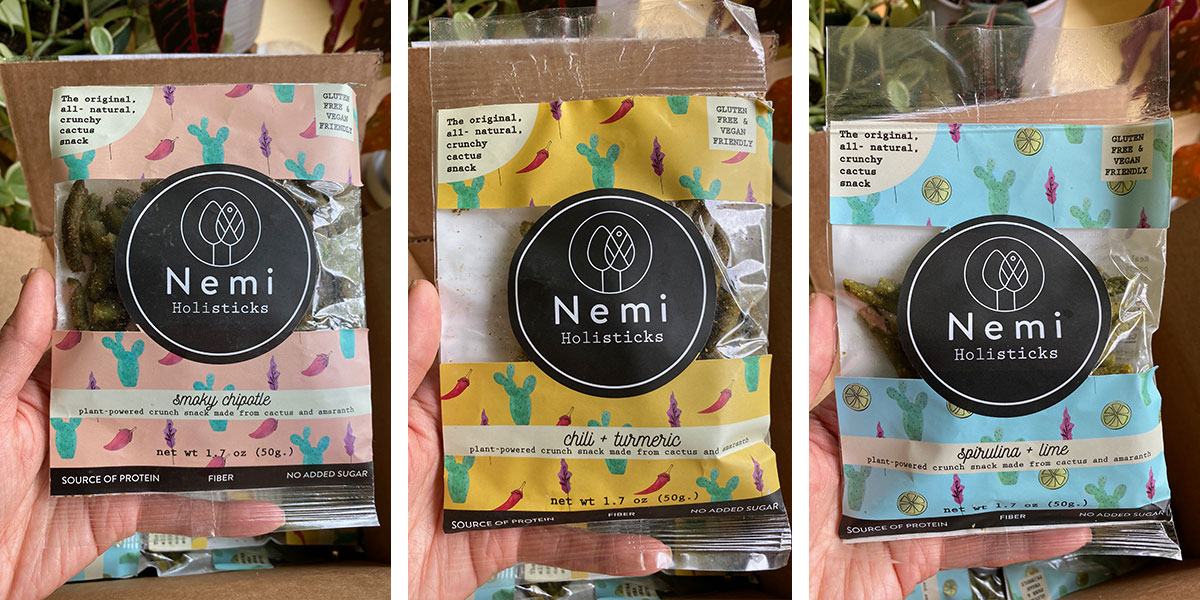 The original,
all- natural,
crunchy
cactus
snack
GLUTEN
FREE &
VEGAN
FRIENDLY
Nemi
Holisticks
smoky chipotle
plant-powered crunch snack made from cactus and amaranth
net wt 1.7 oz (50g.)
SOURCE OF PROTEIN FIBER NO ADDED SUGAR
The original,
all- natural,
crunchy
cactus
snack
GLUTEN
FREE &
VEGAN
FRIENDLY
Nemi
Holisticks
chili + turmeric
plant-powered crunch snack made from cactus and amaranth
net wt 1.7 oz (50g.)
SOURCE OF PROTEIN FIBER NO ADDED SUGAR
The original,
all- natural,
crunchy
cactus
snack
GLUTEN
FREE &
VEGAN
FRIENDLY
Nemi
Holisticks
spirulina + lime
plant-powered crunch snack made from cactus and amaranth
net wt 1.7 oz (50g.)
SOURCE OF PROTEIN FIBER NO ADDED SUGAR